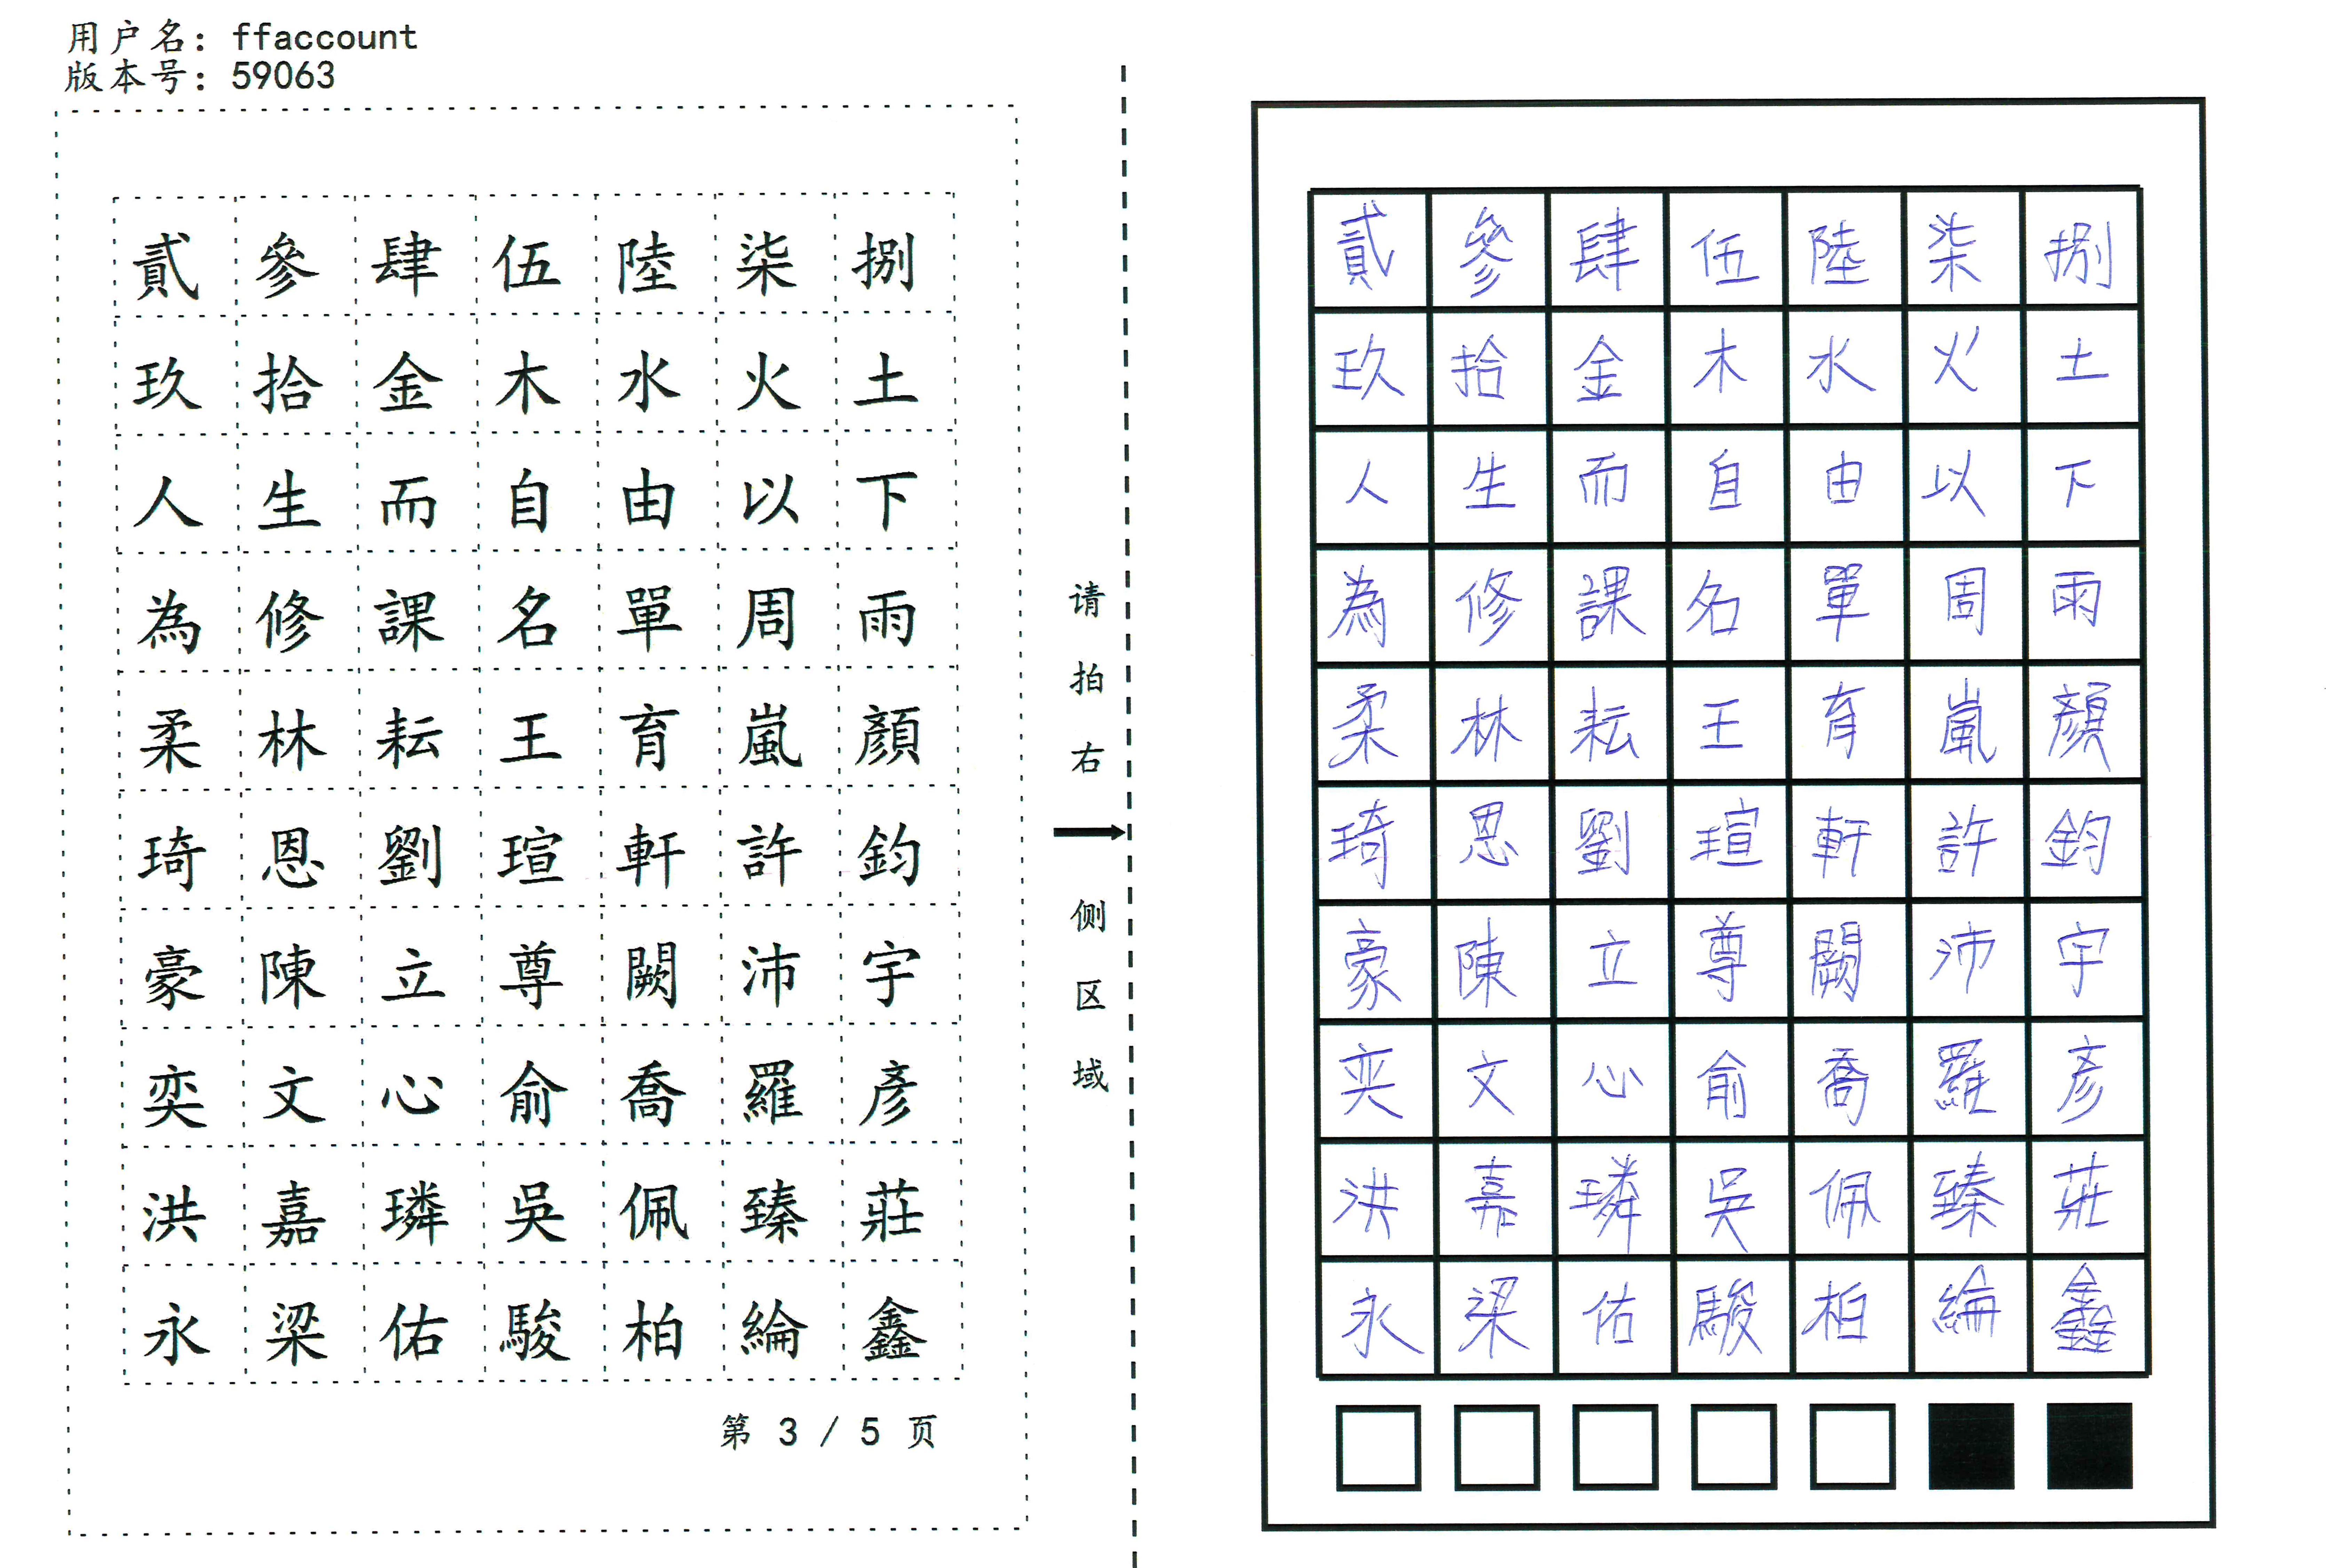 用户名：ffaccount
版本号：59063
貳參肆伍陸柒捌
玖拾金木水火土
人生而自由以下
為修課名單周雨
柔林耘王育嵐顏
琦恩劉瑄軒許鈞
豪陳立尊闕沛宇
奕文心俞喬羅彥
洪嘉璘吳佩臻莊
永梁佑駿柏綸鑫
第 3 / 5 页
请拍右侧区域
貳參肆伍陸柒捌
玖拾金木水火土
人生而自由以下
為修課名單周雨
柔林耘王育嵐顏
琦恩劉瑄軒許鈞
豪陳立尊闕沛宇
奕文心俞喬羅彥
洪嘉璘吳佩臻莊
永梁佑駿柏綸鑫